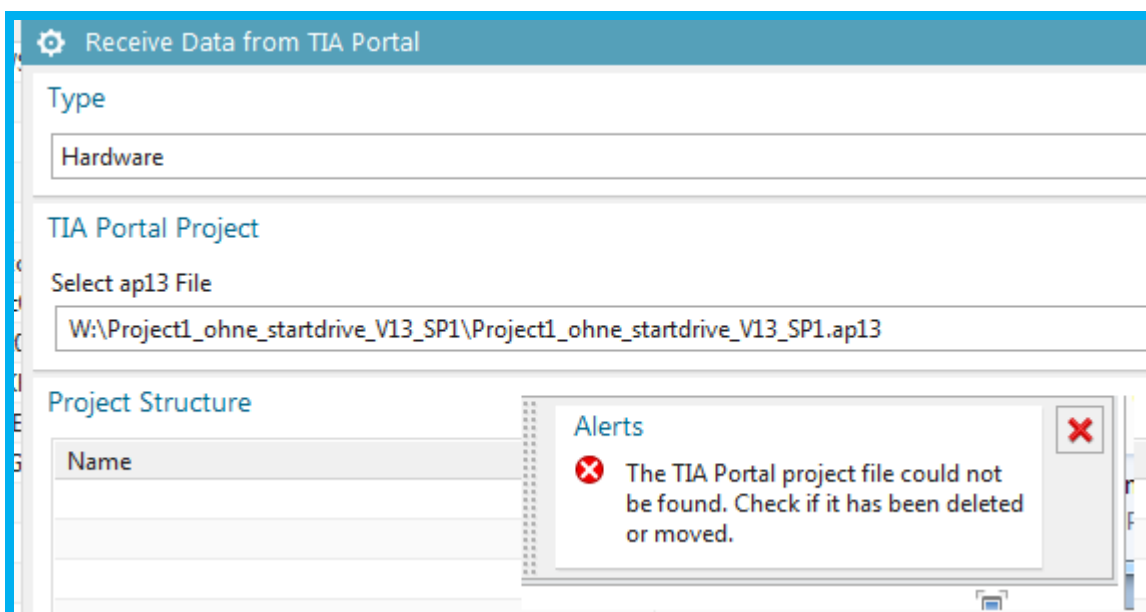 Receive Data from TIA Portal
Type
Hardware
TIA Portal Project
Select ap13 File
W:\Project1_ohne_startdrive_V13_SP1\Project1_ohne_startdrive_V13_SP1.ap13
Project Structure
Name
Alerts
The TIA Portal project file could not
be found. Check if it has been deleted
or moved.